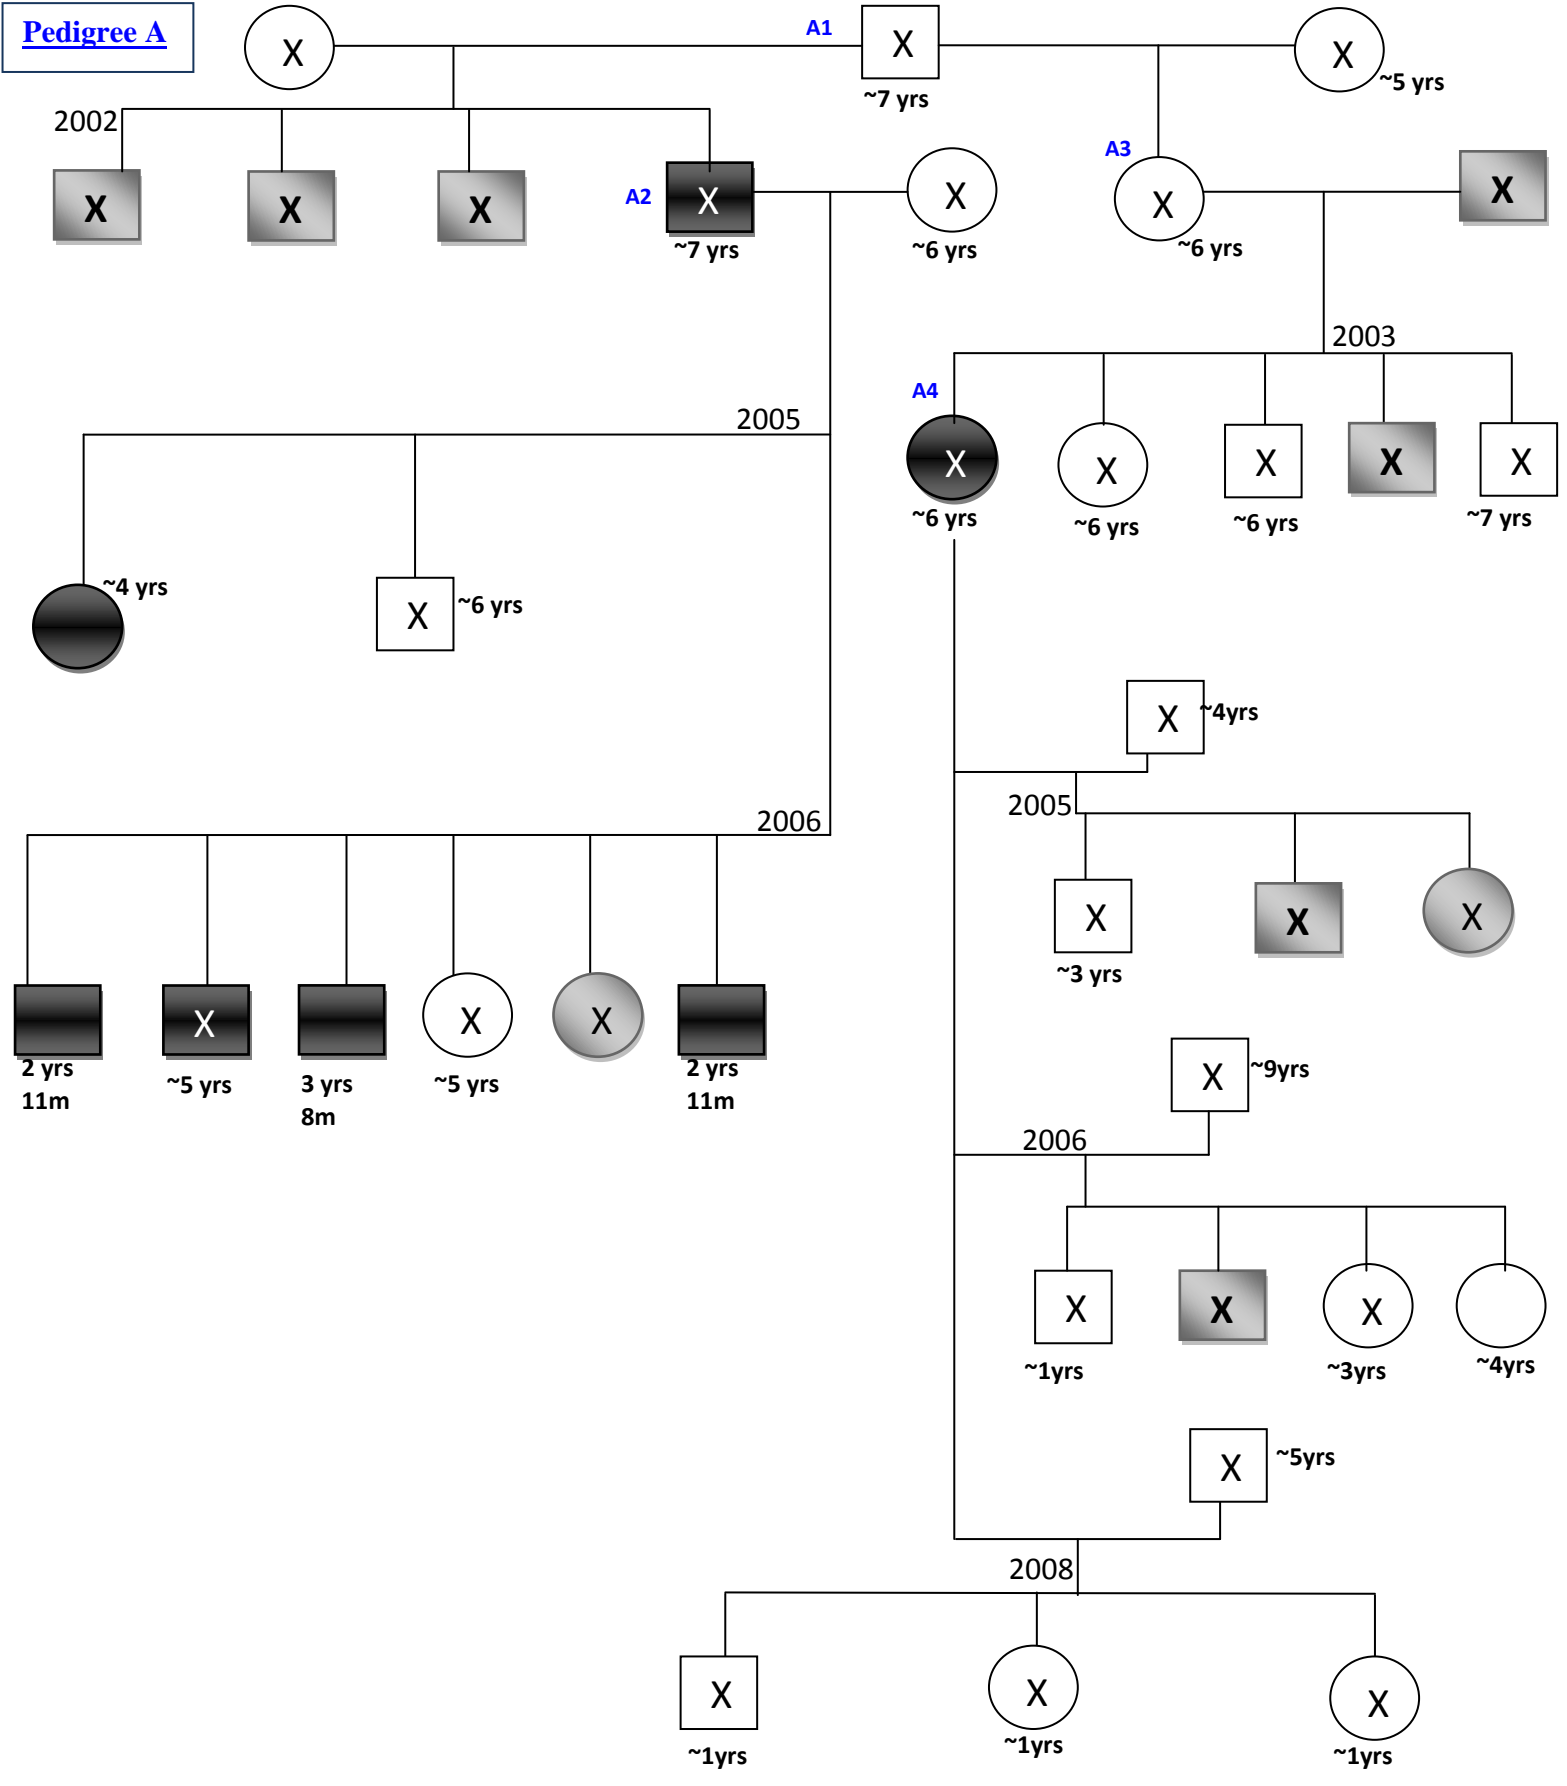 Pedigree A
X
A1
X
~7 yrs
X
~5 yrs
2002
X
X
X
A2
X
~7 yrs
X
~6 yrs
A3
X
~6 yrs
X
2003
A4
X
~6 yrs
X
~6 yrs
X
~6 yrs
X
X
~7 yrs
2005
~4 yrs
X
~6 yrs
X
~4yrs
2005
X
~3 yrs
X
X
2006
2 yrs
11m
X
~5 yrs
3 yrs
8m
X
~5 yrs
X
2 yrs
11m
X
~9yrs
2006
X
~1yrs
X
X
~3yrs
~4yrs
X
~5yrs
2008
X
~1yrs
X
~1yrs
X
~1yrs